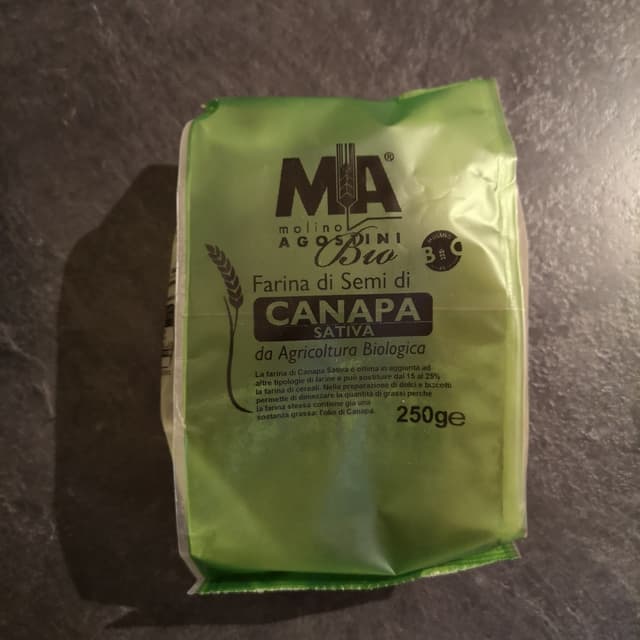 MA®
molino
AGOSTINI
Bio
BIO
Farina di Semi di
CANAPA
SATIVA
da Agricoltura Biologica
La farina di Canapa Sativa è ottima in aggiunta ad
altre tipologie di farine e può sostituire dal 15 al 25%
la farina di cereali. Nella preparazione di dolci e biscotti
permette di dimezzare la quantità di grassi perchè
la farina stessa contiene già una
sostanza grassa: l'olio di Canapa.
250g℮